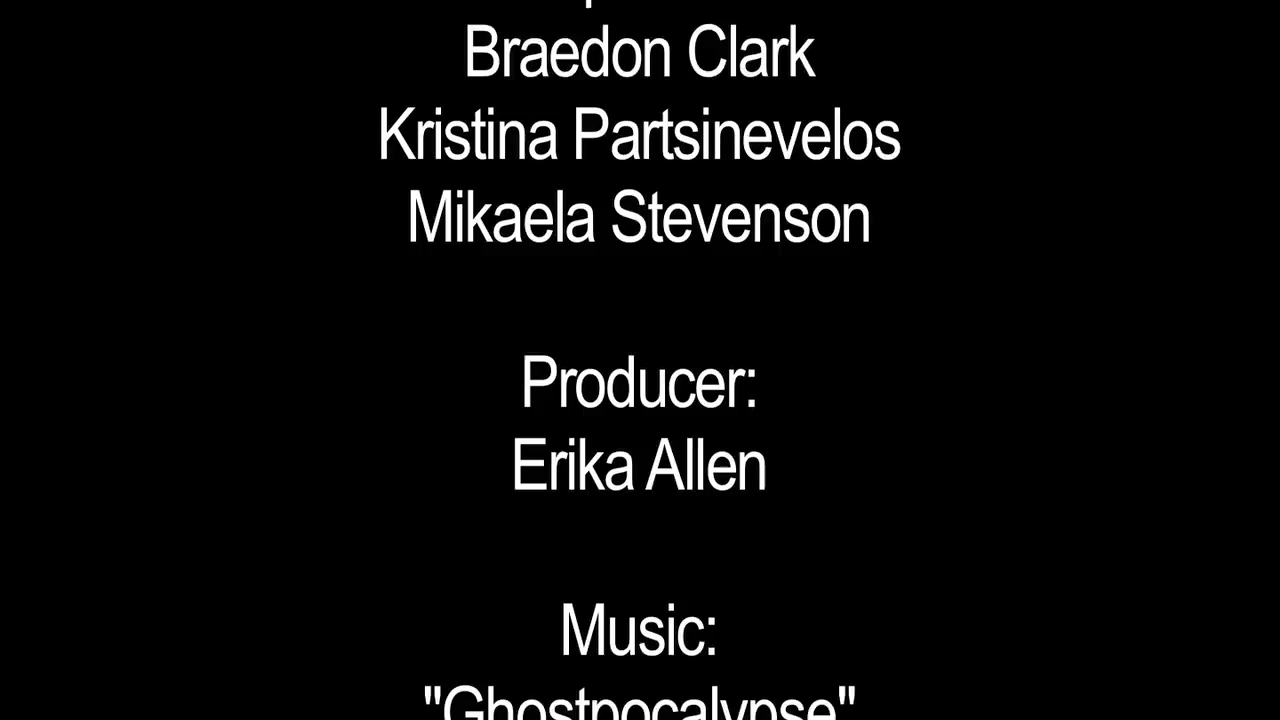 Braedon Clark
Kristina Partsinevelos
Mikaela Stevenson
Producer:
Erika Allen
Music:
"Ghostpocalypse"